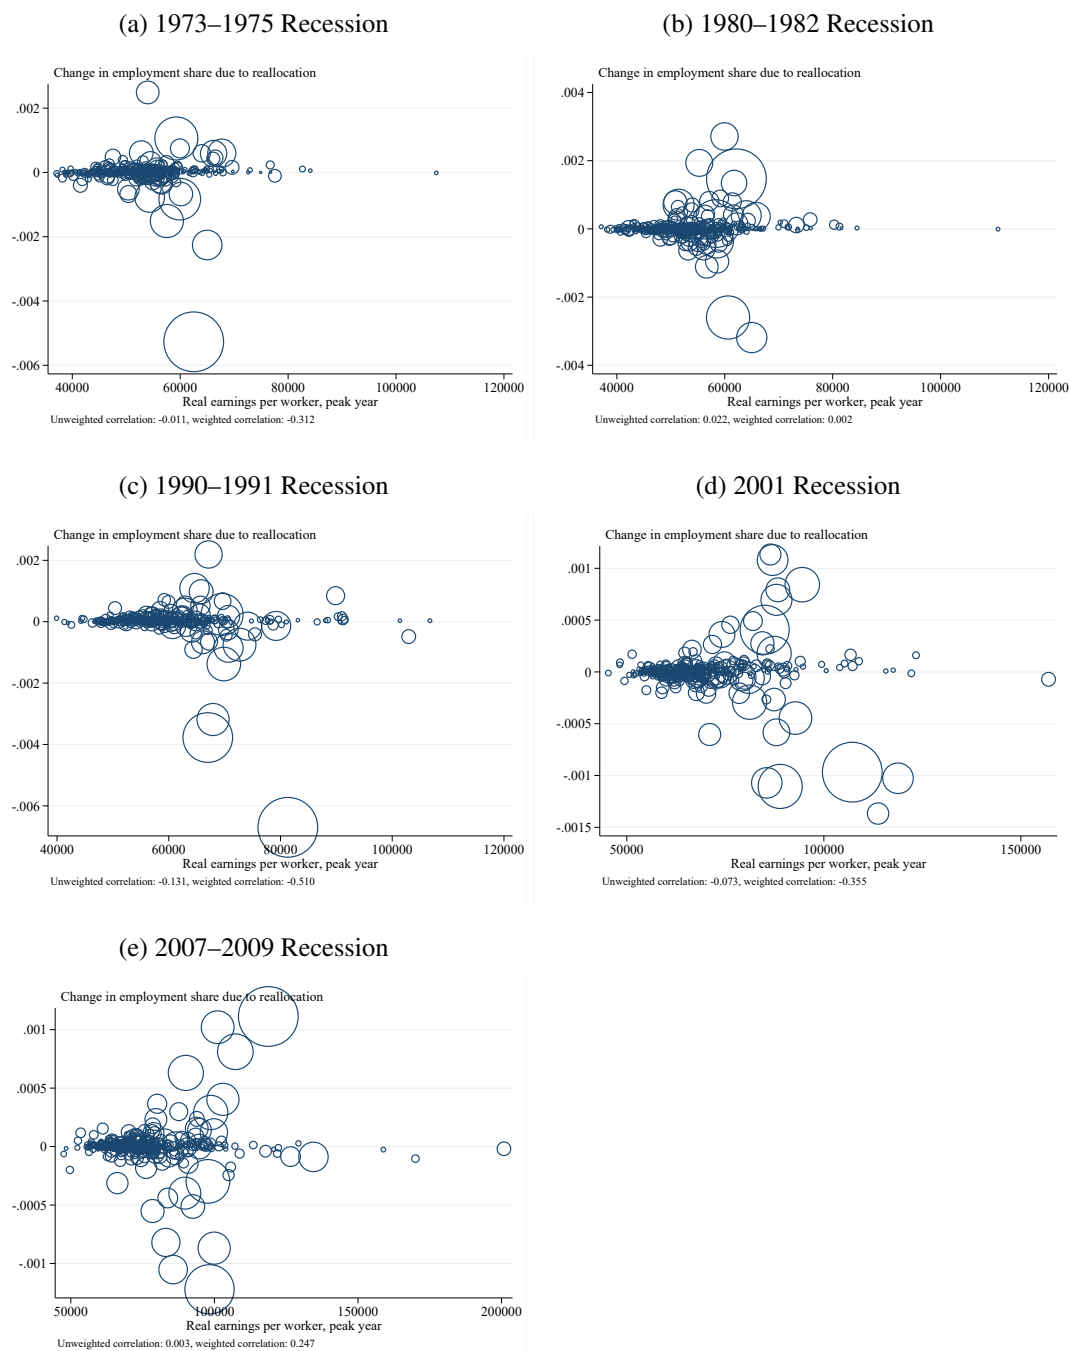 (a) 1973–1975 Recession
Change in employment share due to reallocation
.002
0
-.002
-.004
-.006
40000 60000 80000 100000 120000
Real earnings per worker, peak year
Unweighted correlation: -0.011, weighted correlation: -0.312
(b) 1980–1982 Recession
Change in employment share due to reallocation
.004
.002
0
-.002
-.004
40000 60000 80000 100000 120000
Real earnings per worker, peak year
Unweighted correlation: 0.022, weighted correlation: 0.002
(c) 1990–1991 Recession
Change in employment share due to reallocation
.002
0
-.002
-.004
-.006
40000 60000 80000 100000 120000
Real earnings per worker, peak year
Unweighted correlation: -0.131, weighted correlation: -0.510
(d) 2001 Recession
Change in employment share due to reallocation
.001
.0005
0
-.0005
-.001
-.0015
50000 100000 150000
Real earnings per worker, peak year
Unweighted correlation: -0.073, weighted correlation: -0.355
(e) 2007–2009 Recession
Change in employment share due to reallocation
.001
.0005
0
-.0005
-.001
50000 100000 150000 200000
Real earnings per worker, peak year
Unweighted correlation: 0.003, weighted correlation: 0.247